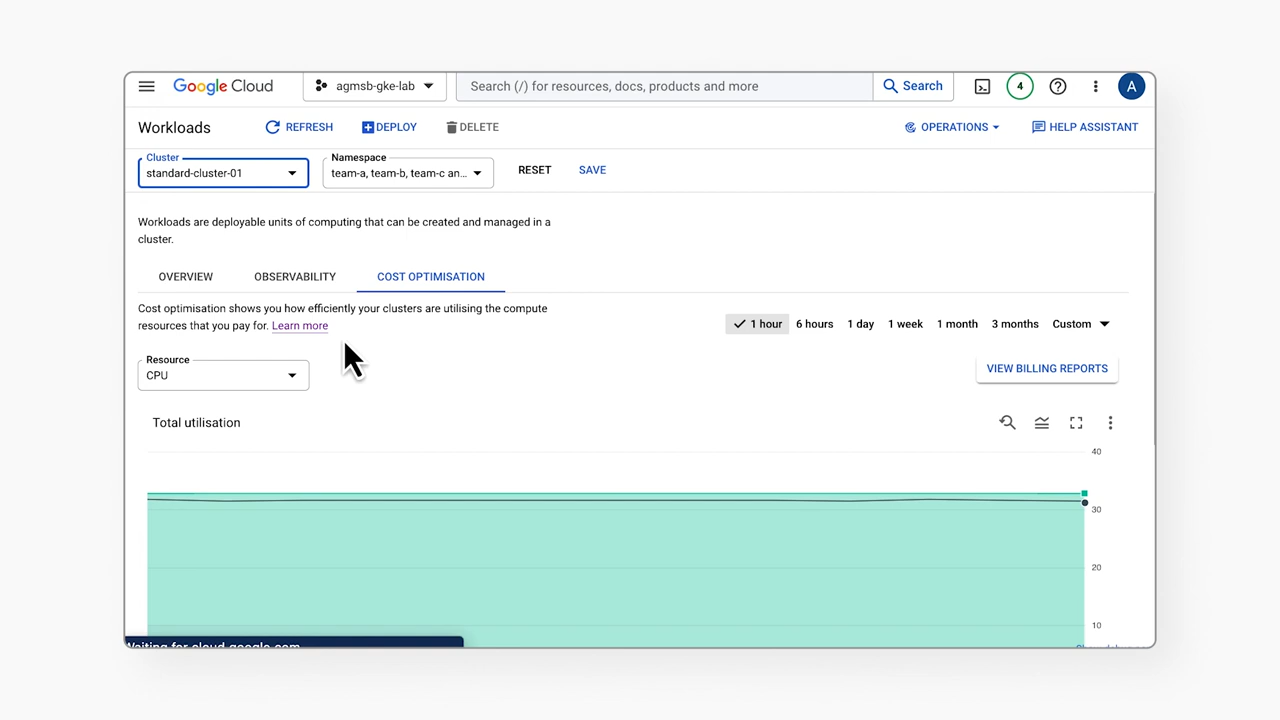 Google Cloud
agmsb-gke-lab
Search (/) for resources, docs, products and more
Search
4
A
Workloads
REFRESH
DEPLOY
DELETE
OPERATIONS
HELP ASSISTANT
Cluster
standard-cluster-01
Namespace
team-a, team-b, team-c an...
RESET
SAVE
Workloads are deployable units of computing that can be created and managed in a
cluster.
OVERVIEW
OBSERVABILITY
COST OPTIMISATION
Cost optimisation shows you how efficiently your clusters are utilising the compute
resources that you pay for. Learn more
1 hour
6 hours
1 day
1 week
1 month
3 months
Custom
Resource
CPU
VIEW BILLING REPORTS
Total utilisation
40
30
20
10
Waiting for cloud.google.com